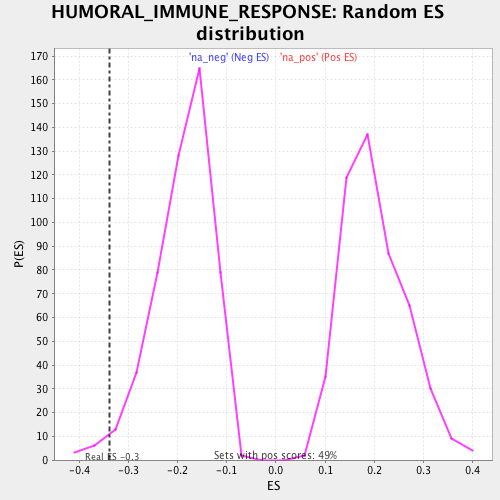 HUMORAL_IMMUNE_RESPONSE: Random ES
distribution
'na_neg' (Neg ES) 'na_pos' (Pos ES)
170
160
150
140
130
120
110
100
90
80
70
60
50
40
30
20
10
0
P(ES)
Real ES -0.3
Sets with pos scores: 49%
-0.4 -0.3 -0.2 -0.1 0.0 0.1 0.2 0.3 0.4
ES